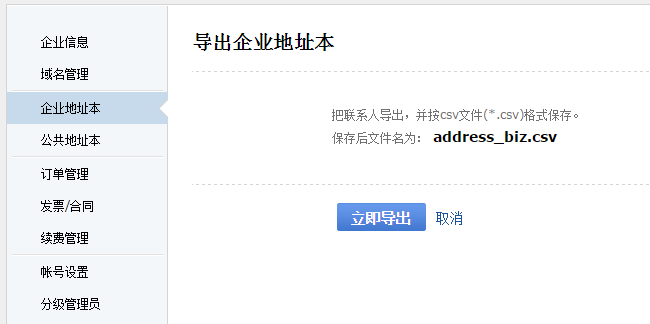 企业信息
域名管理
企业地址本
公共地址本
订单管理
发票/合同
续费管理
帐号设置
分级管理员
导出企业地址本
把联系人导出，并按csv文件(*.csv)格式保存。
保存后文件名为： address_biz.csv
立即导出 取消